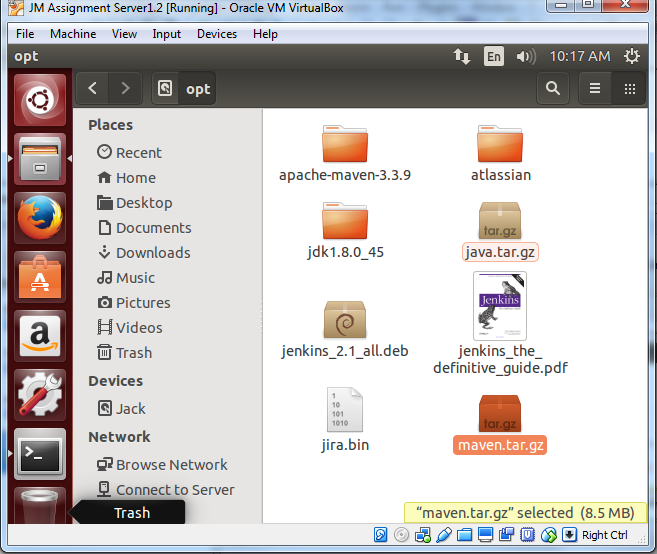 JM Assignment Server1.2 [Running] - Oracle VM VirtualBox
File Machine View Input Devices Help
opt En 10:17 AM
opt
Places
Recent
Home
Desktop
Documents
Downloads
Music
Pictures
Videos
Trash
Devices
Jack
Network
Browse Network
Connect to Server
Trash
apache-maven-3.3.9
atlassian
jdk1.8.0_45
tar.gz
java.tar.gz
jenkins_2.1_all.deb
Jenkins
jenkins_the_
definitive_guide.pdf
1
10
101
1010
jira.bin
tar.gz
maven.tar.gz
"maven.tar.gz" selected (8.5 MB)
Right Ctrl